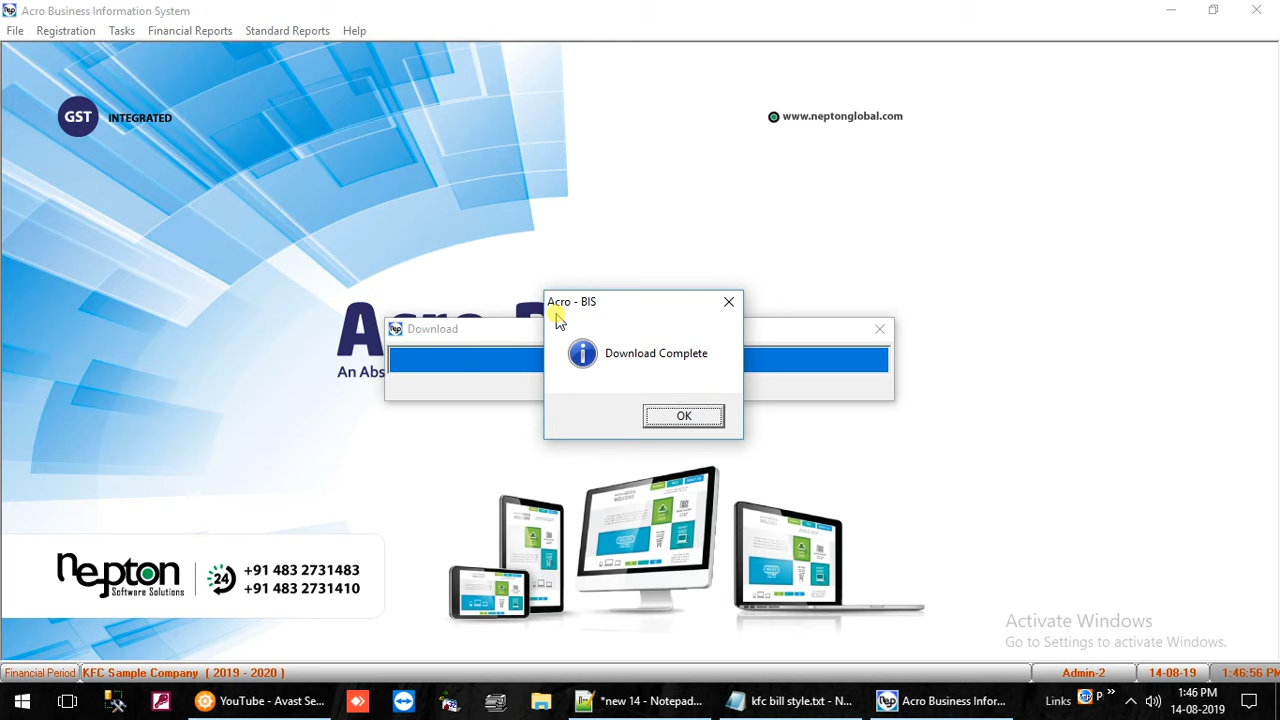 Acro Business Information System
File Registration Tasks Financial Reports Standard Reports Help
GST INTEGRATED
www.neptonglobal.com
Acro - BIS
Download
Download Complete
An Abs
OK
nepton
Software Solutions
24
+91 483 2731483
+91 483 2731410
Activate Windows
Go to Settings to activate Windows.
Financial Period KFC Sample Company ( 2019 - 2020 ) Admin-2 14-08-19 1:46:56 PM
YouTube - Avast Se... *new 14 - Notepad... kfc bill style.txt - N... Acro Business Infor... Links P » 1:46 PM
14-08-2019